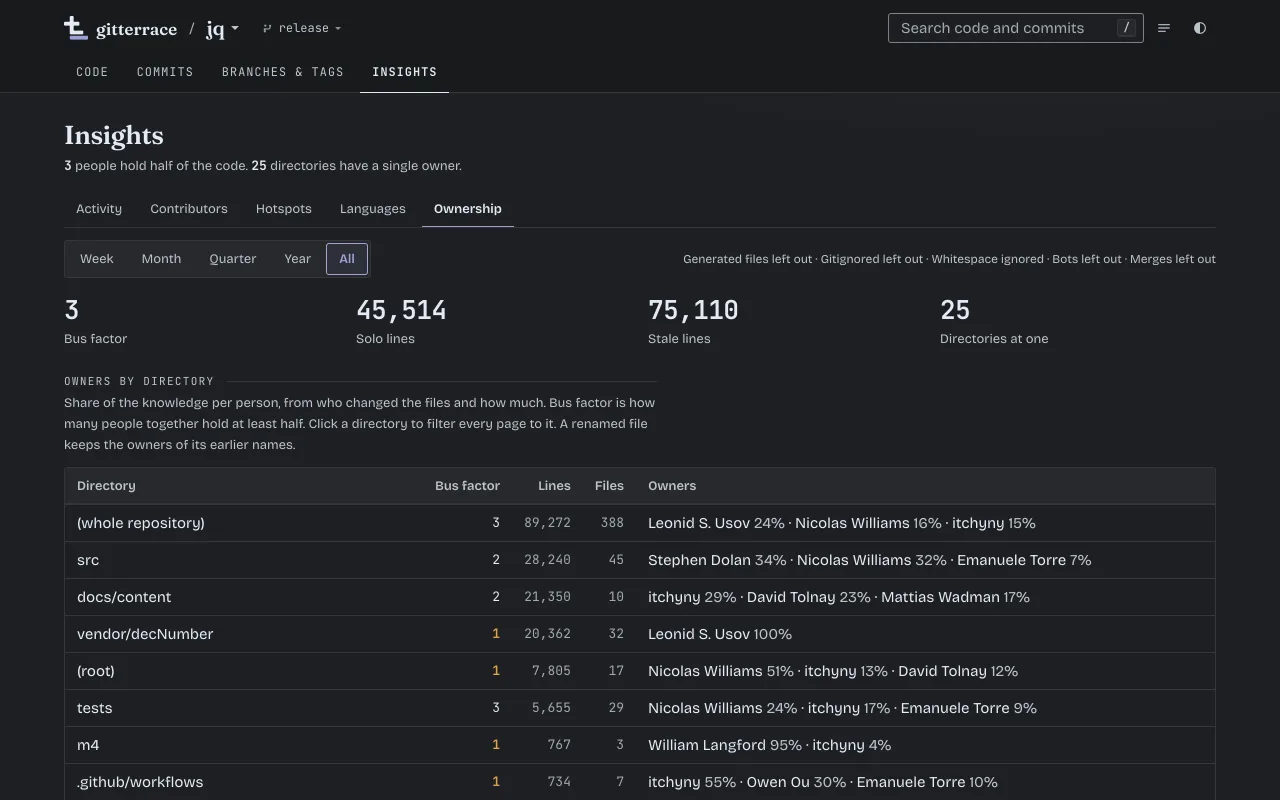 gitterrace / jq release Search code and commits /
CODE COMMITS BRANCHES & TAGS INSIGHTS
Insights
3 people hold half of the code. 25 directories have a single owner.
Activity Contributors Hotspots Languages Ownership
Week Month Quarter Year All Generated files left out · Gitignored left out · Whitespace ignored · Bots left out · Merges left out
3 45,514 75,110 25
Bus factor Solo lines Stale lines Directories at one
OWNERS BY DIRECTORY
Share of the knowledge per person, from who changed the files and how much. Bus factor is how
many people together hold at least half. Click a directory to filter every page to it. A renamed file
keeps the owners of its earlier names.
Directory Bus factor Lines Files Owners
(whole repository) 3 89,272 388 Leonid S. Usov 24% · Nicolas Williams 16% · itchyny 15%
src 2 28,240 45 Stephen Dolan 34% · Nicolas Williams 32% · Emanuele Torre 7%
docs/content 2 21,350 10 itchyny 29% · David Tolnay 23% · Mattias Wadman 17%
vendor/decNumber 1 20,362 32 Leonid S. Usov 100%
(root) 1 7,805 17 Nicolas Williams 51% · itchyny 13% · David Tolnay 12%
tests 3 5,655 29 Nicolas Williams 24% · itchyny 17% · Emanuele Torre 9%
m4 1 767 3 William Langford 95% · itchyny 4%
.github/workflows 1 734 7 itchyny 55% · Owen Ou 30% · Emanuele Torre 10%